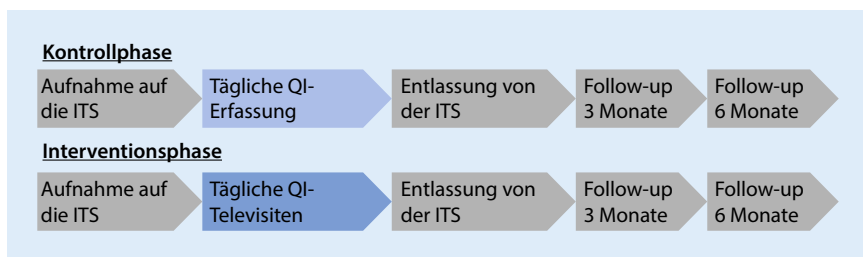 Kontrollphase
Aufnahme auf die ITS
Tägliche QI-Erfassung
Entlassung von der ITS
Follow-up 3 Monate
Follow-up 6 Monate
Interventionsphase
Aufnahme auf die ITS
Tägliche QI-Televisiten
Entlassung von der ITS
Follow-up 3 Monate
Follow-up 6 Monate